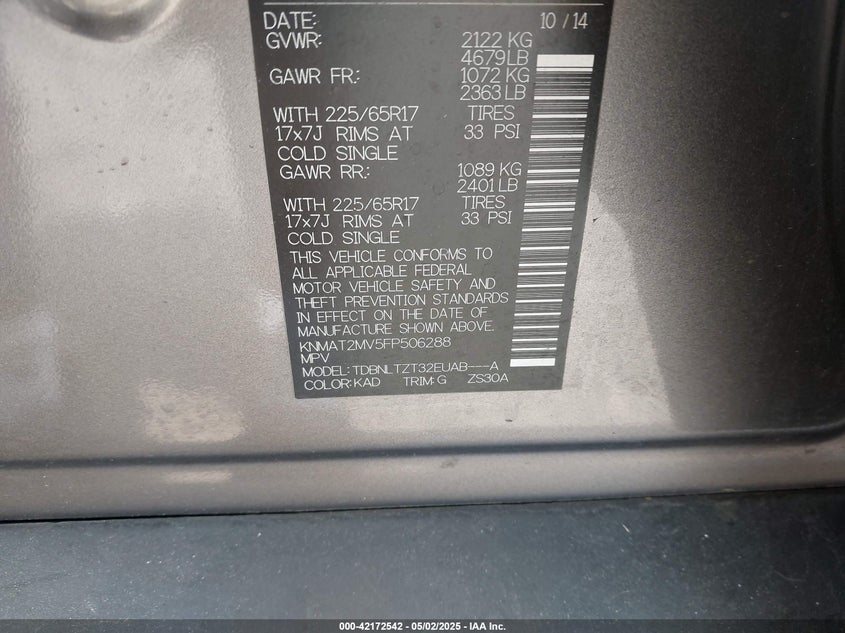 DATE: 10 / 14
GVWR: 2122 KG
4679 LB
GAWR FR.: 1072 KG
2363 LB
WITH 225/65R17 TIRES
17x7J RIMS AT 33 PSI
COLD SINGLE
GAWR RR.: 1089 KG
2401 LB
WITH 225/65R17 TIRES
17x7J RIMS AT 33 PSI
COLD SINGLE
THIS VEHICLE CONFORMS TO
ALL APPLICABLE FEDERAL
MOTOR VEHICLE SAFETY AND
THEFT PREVENTION STANDARDS
IN EFFECT ON THE DATE OF
MANUFACTURE SHOWN ABOVE.
KNMAT2MV5FP506288
MPV
MODEL: TDBNLTZT32EUAB---A
COLOR: KAD TRIM: G ZS30A
000-42172542 - 05/02/2025 - IAA Inc.